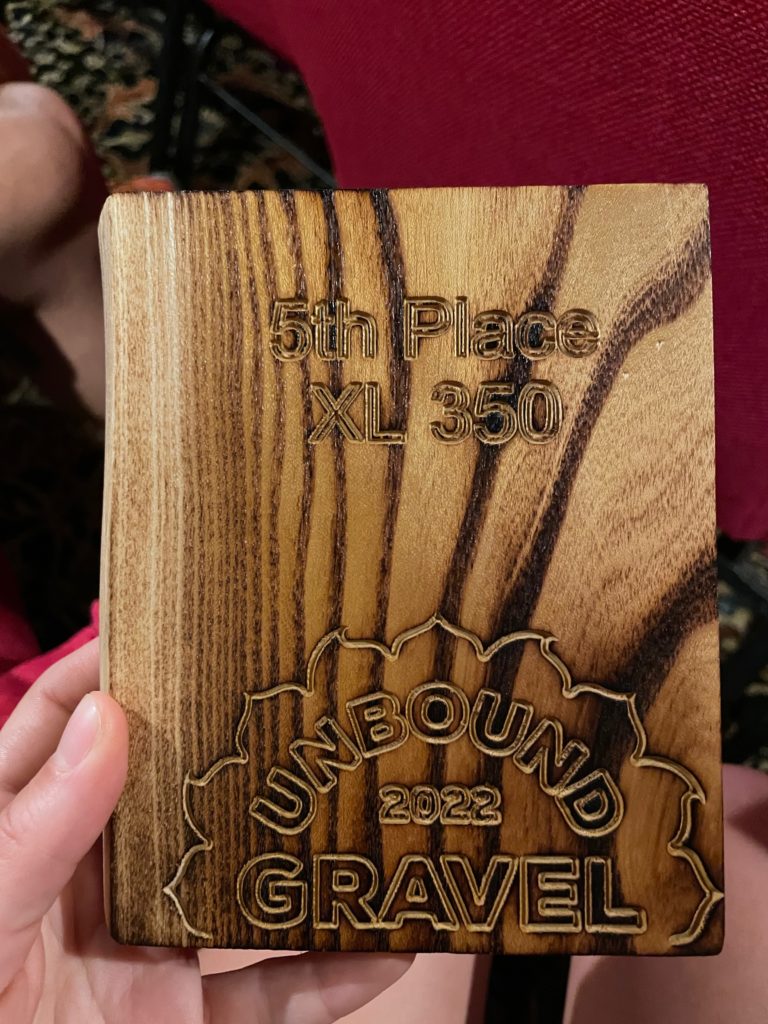 5th Place
XL 350
UNBOUND
2022
GRAVEL